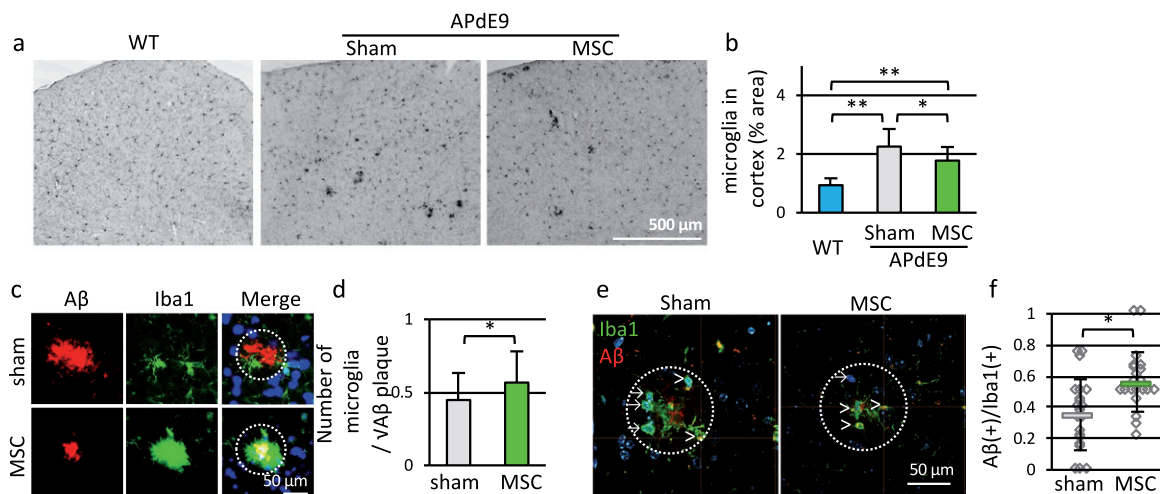 a
WT
APdE9
Sham
MSC
500 µm
b
microglia in
cortex (% area)
4
2
0
**
**
*
WT
Sham
MSC
APdE9
c
Aβ
Iba1
Merge
sham
MSC
50 µm
d
Number of
microglia
/ √Aβ plaque
1
0.5
0
*
sham
MSC
e
Sham
MSC
Iba1
Aβ
50 µm
f
Aβ(+)/Iba1(+)
1
0.8
0.6
0.4
0.2
0
*
sham
MSC